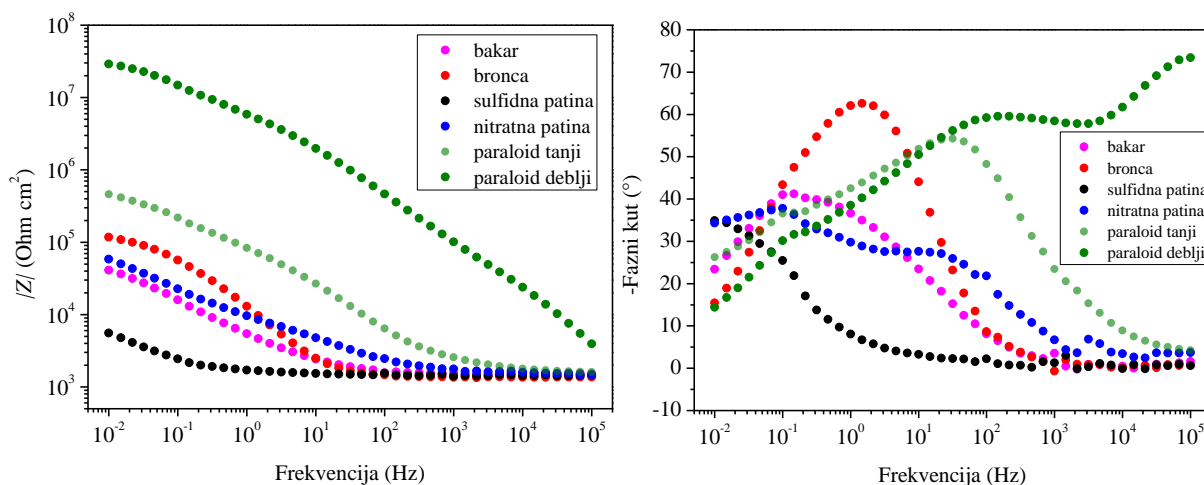 10^8
10^7
10^6
10^5
10^4
10^3
/Z/ (Ohm cm^2)
bakar
bronca
sulfidna patina
nitratna patina
paraloid tanji
paraloid deblji
10^-2 10^-1 10^0 10^1 10^2 10^3 10^4 10^5
Frekvencija (Hz)
80
70
60
50
40
30
20
10
0
-10
-Fazni kut (°)
bakar
bronca
sulfidna patina
nitratna patina
paraloid tanji
paraloid deblji
10^-2 10^-1 10^0 10^1 10^2 10^3 10^4 10^5
Frekvencija (Hz)